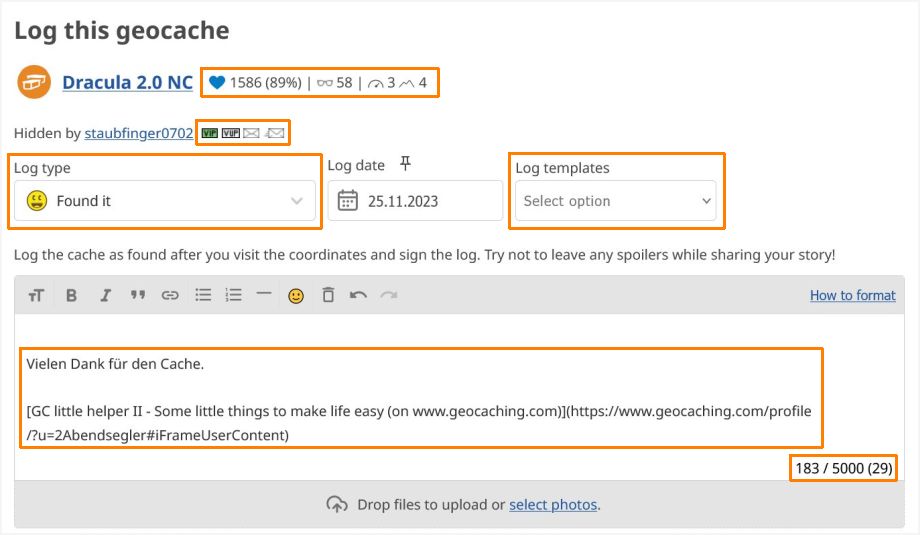 Log this geocache
Dracula 2.0 NC 1586 (89%) | 58 | 3 4
Hidden by staubfinger0702 VIP VUP
Log type Log date Log templates
Found it 25.11.2023 Select option
Log the cache as found after you visit the coordinates and sign the log. Try not to leave any spoilers while sharing your story!
TT B I How to format
Vielen Dank für den Cache.
[GC little helper II - Some little things to make life easy (on www.geocaching.com)](https://www.geocaching.com/profile
/?u=2Abendsegler#iFrameUserContent)
183 / 5000 (29)
Drop files to upload or select photos.